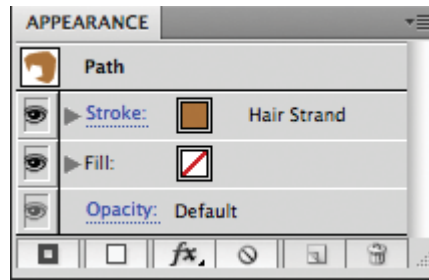 APPEARANCE
Path
Stroke: Hair Strand
Fill:
Opacity: Default
fx.